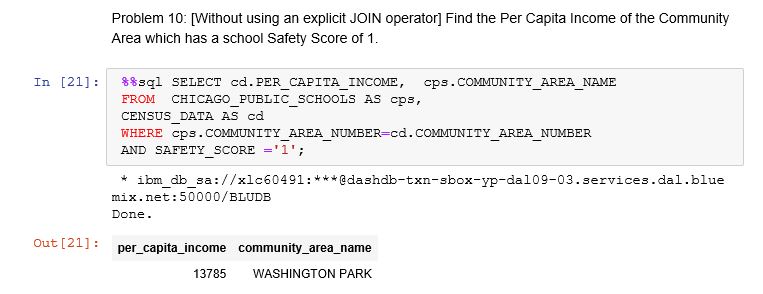 Problem 10: [Without using an explicit JOIN operator] Find the Per Capita Income of the Community
Area which has a school Safety Score of 1.
In [21]: %%sql SELECT cd.PER_CAPITA_INCOME,  cps.COMMUNITY_AREA_NAME
FROM  CHICAGO_PUBLIC_SCHOOLS AS cps,
CENSUS_DATA AS cd
WHERE cps.COMMUNITY_AREA_NUMBER=cd.COMMUNITY_AREA_NUMBER
AND SAFETY_SCORE ='1';
* ibm_db_sa://xlc60491:***@dashdb-txn-sbox-yp-dal09-03.services.dal.blue
mix.net:50000/BLUDB
Done.
Out[21]: per_capita_income community_area_name
13785 WASHINGTON PARK